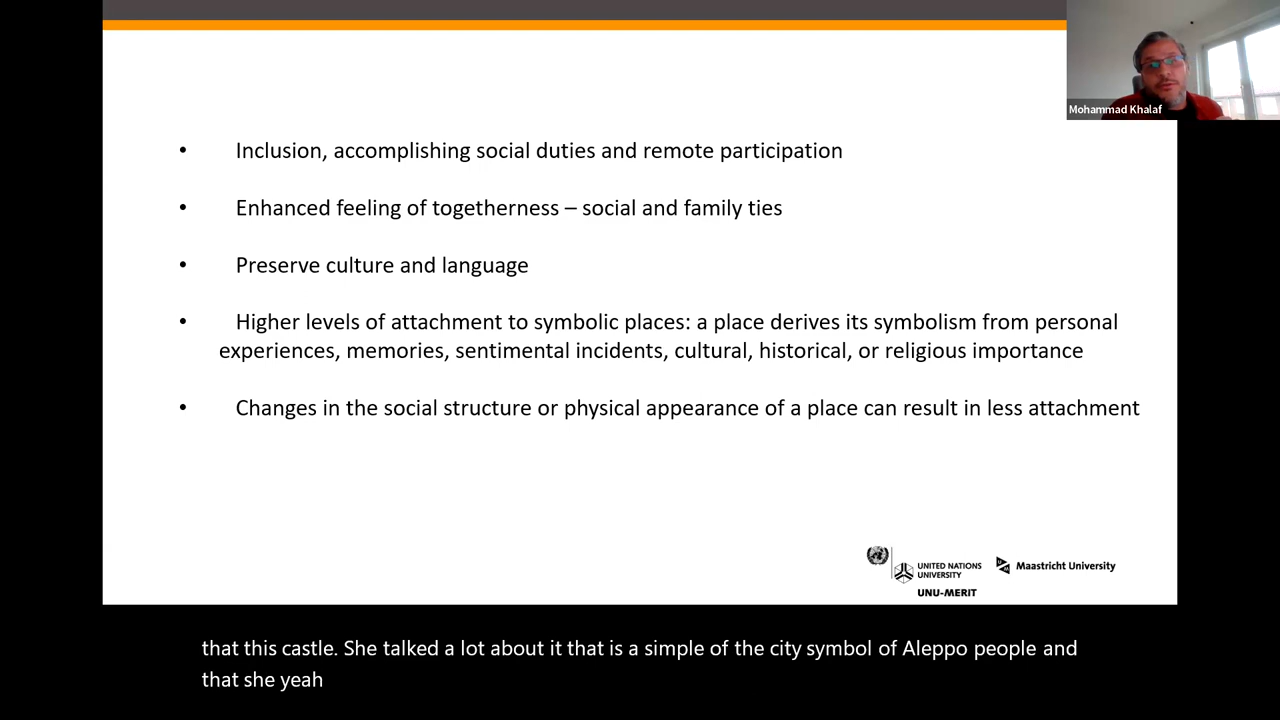 Mohammad Khalaf
• Inclusion, accomplishing social duties and remote participation
• Enhanced feeling of togetherness – social and family ties
• Preserve culture and language
• Higher levels of attachment to symbolic places: a place derives its symbolism from personal
experiences, memories, sentimental incidents, cultural, historical, or religious importance
• Changes in the social structure or physical appearance of a place can result in less attachment
UNITED NATIONS
UNIVERSITY
UNU-MERIT
Maastricht University
that this castle. She talked a lot about it that is a simple of the city symbol of Aleppo people and
that she yeah